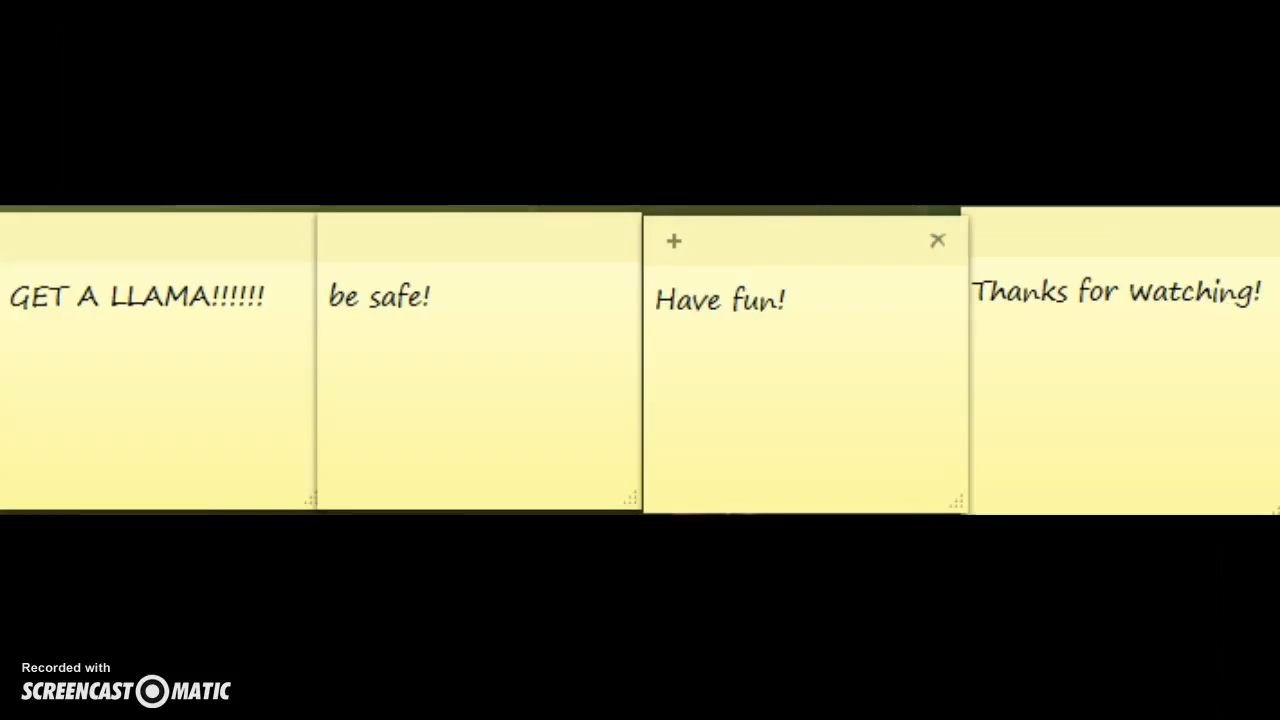 GET A LLAMA!!!!!!
be safe!
Have fun!
Thanks for watching!
Recorded with
SCREENCAST MATIC